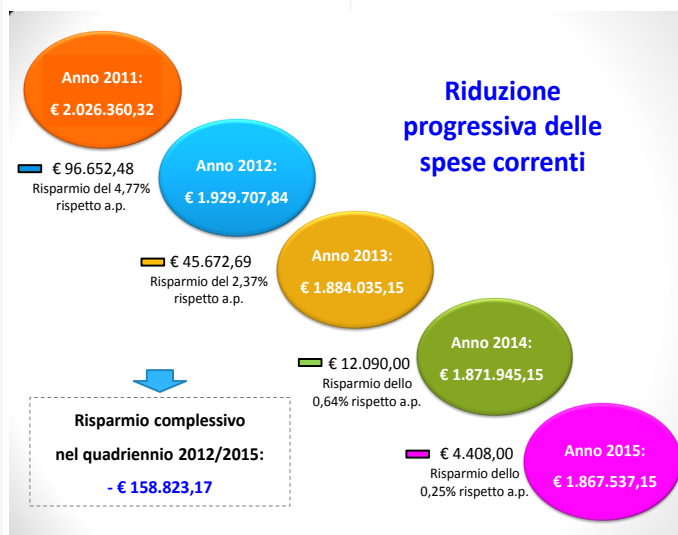 Anno 2011:
€ 2.026.360,32
Riduzione
progressiva delle
spese correnti
€ 96.652,48
Risparmio del 4,77%
rispetto a.p.
Anno 2012:
€ 1.929.707,84
€ 45.672,69
Risparmio del 2,37%
rispetto a.p.
Anno 2013:
€ 1.884.035,15
€ 12.090,00
Risparmio dello
0,64% rispetto a.p.
Anno 2014:
€ 1.871.945,15
Risparmio complessivo
nel quadriennio 2012/2015:
- € 158.823,17
€ 4.408,00
Risparmio dello
0,25% rispetto a.p.
Anno 2015:
€ 1.867.537,15